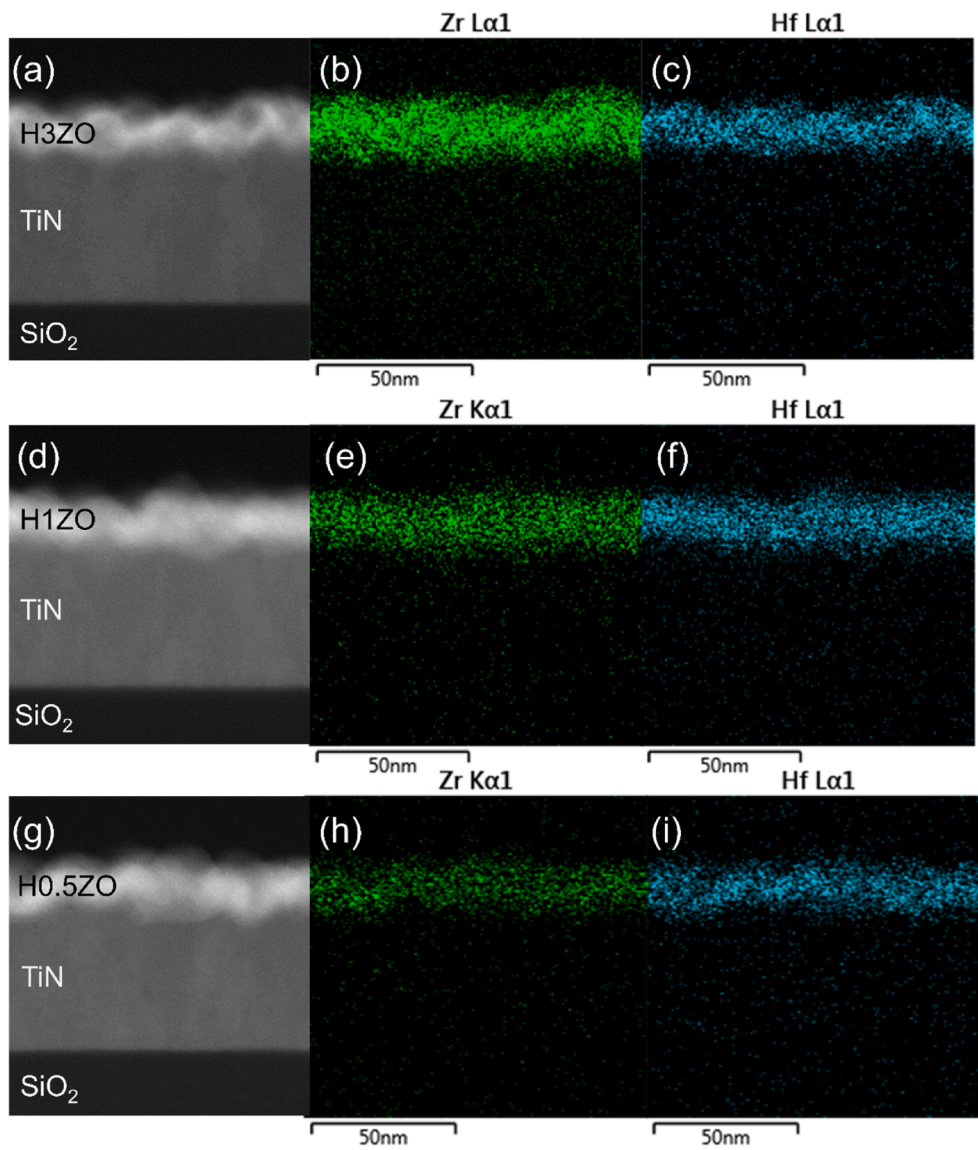 Zr Lα1 Hf Lα1
(a) (b) (c)
H3ZO
TiN
SiO₂
50nm 50nm
Zr Kα1 Hf Lα1
(d) (e) (f)
H1ZO
TiN
SiO₂
50nm 50nm
Zr Kα1 Hf Lα1
(g) (h) (i)
H0.5ZO
TiN
SiO₂
50nm 50nm